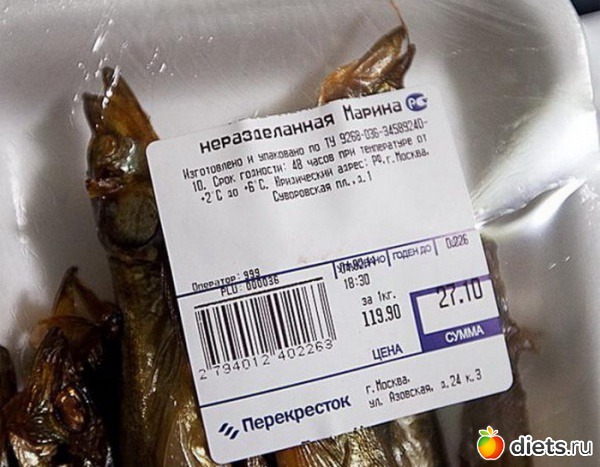 неразделанная Марина
Изготовлено и упаковано по ТУ 9268-036-34589240-
10. Срок годности: 48 часов при температуре от
+2°С до +6°С. Юридический адрес: РФ, г. Москва,
Суворовская пл., д.1
Оператор: 999
PLU: 000036
ГОДЕН ДО
0.226
18:30
за 1кг.
119.90
27.10
ЦЕНА
СУММА
2 794012 402263
Перекресток
г.Москва,
ул. Азовская, д.24 к.3
diets.ru